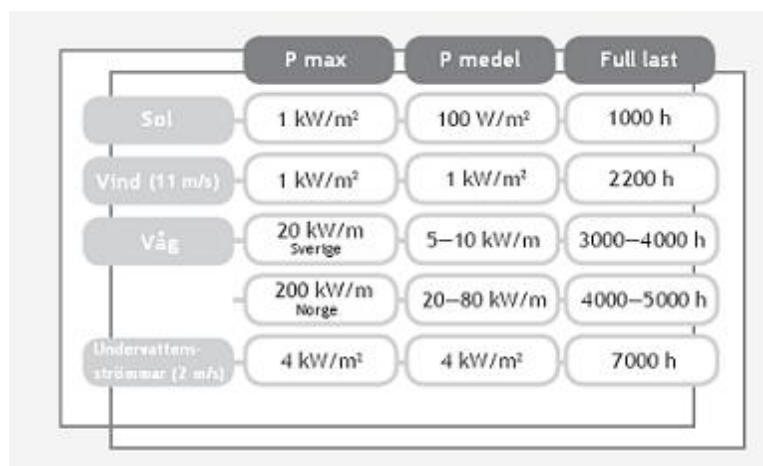 P max P medel Full last
Sol 1 kW/m² 100 W/m² 1000 h
Vind (11 m/s) 1 kW/m² 1 kW/m² 2200 h
Våg 20 kW/m 5–10 kW/m 3000–4000 h
Sverige
200 kW/m 20–80 kW/m 4000–5000 h
Norge
Undervattens-
strömmar (2 m/s) 4 kW/m² 4 kW/m² 7000 h